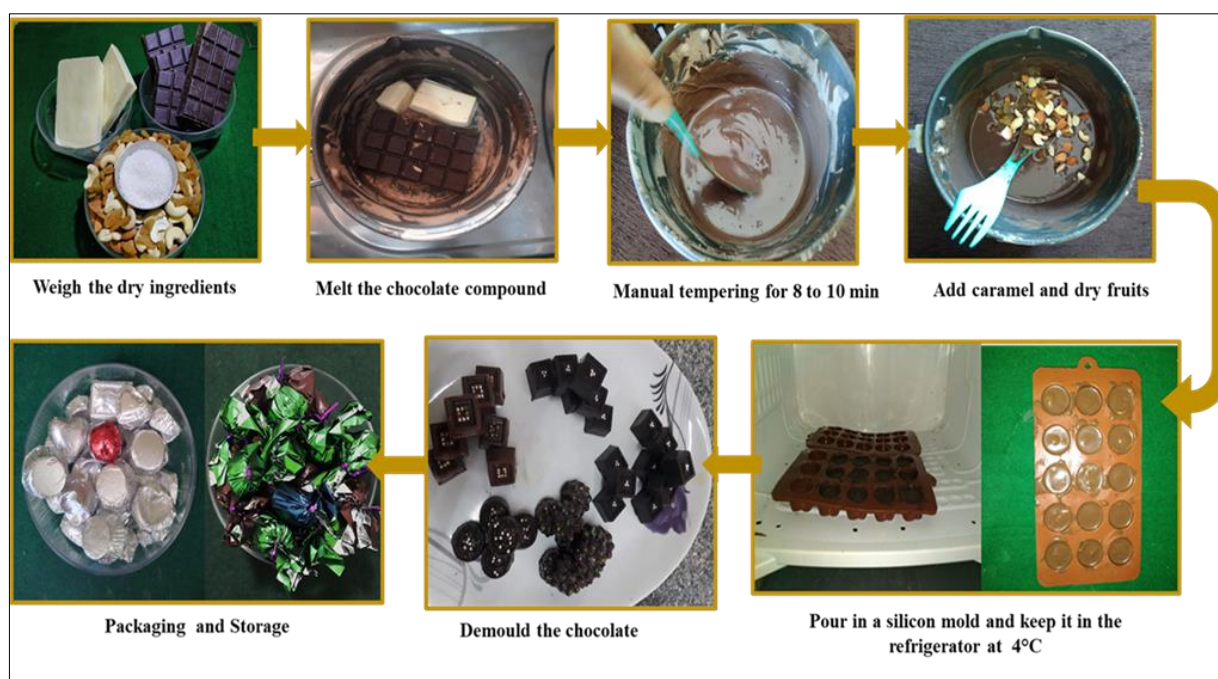 Weigh the dry ingredients
Melt the chocolate compound
Manual tempering for 8 to 10 min
Add caramel and dry fruits
Pour in a silicon mold and keep it in the
refrigerator at 4°C
Demould the chocolate
Packaging and Storage